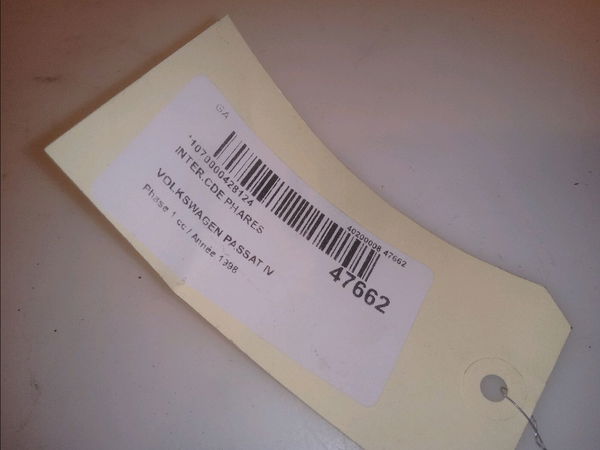 GA
*1070000428124
40200008 47662
INTER.CDE PHARES
47662
VOLKSWAGEN PASSAT IV
Phase 1 cc / Année 1998